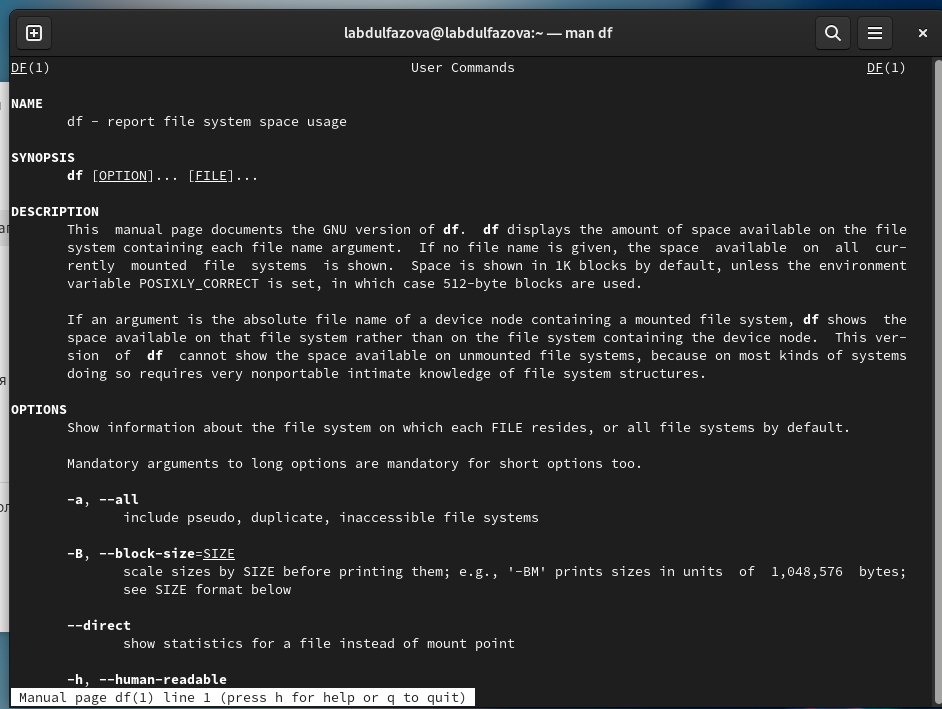 labdulfazova@labdulfazova:~ — man df
DF(1) User Commands DF(1)
NAME
df - report file system space usage
SYNOPSIS
df [OPTION]... [FILE]...
DESCRIPTION
This manual page documents the GNU version of df. df displays the amount of space available on the file
system containing each file name argument. If no file name is given, the space available on all cur-
rently mounted file systems is shown. Space is shown in 1K blocks by default, unless the environment
variable POSIXLY_CORRECT is set, in which case 512-byte blocks are used.
If an argument is the absolute file name of a device node containing a mounted file system, df shows the
space available on that file system rather than on the file system containing the device node. This ver-
sion of df cannot show the space available on unmounted file systems, because on most kinds of systems
doing so requires very nonportable intimate knowledge of file system structures.
OPTIONS
Show information about the file system on which each FILE resides, or all file systems by default.
Mandatory arguments to long options are mandatory for short options too.
-a, --all
include pseudo, duplicate, inaccessible file systems
-B, --block-size=SIZE
scale sizes by SIZE before printing them; e.g., '-BM' prints sizes in units of 1,048,576 bytes;
see SIZE format below
--direct
show statistics for a file instead of mount point
-h, --human-readable
Manual page df(1) line 1 (press h for help or q to quit)